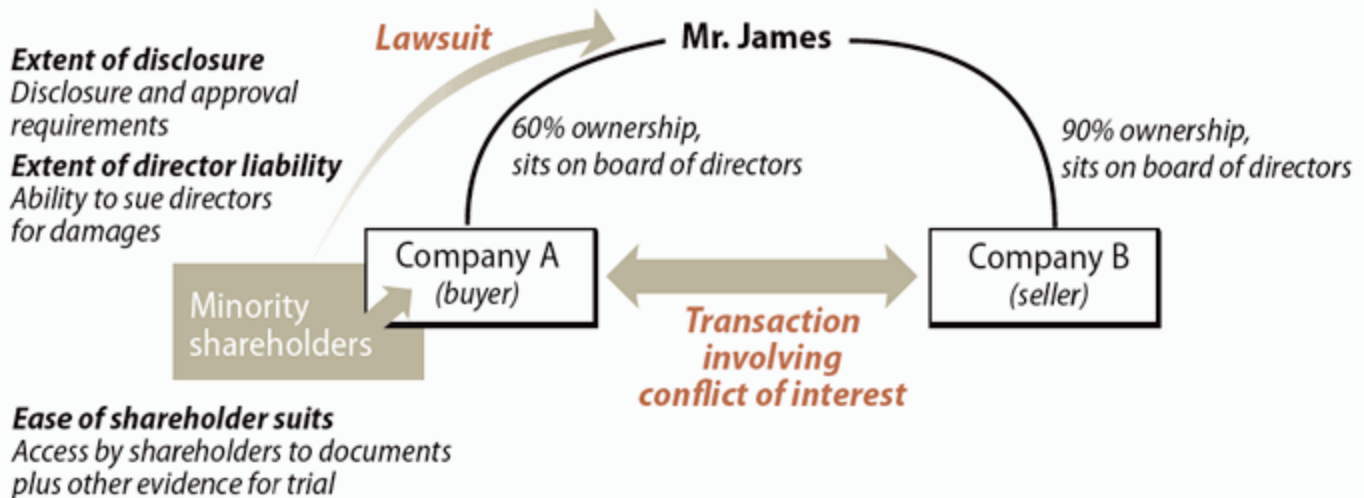 Lawsuit
Mr. James
Extent of disclosure
Disclosure and approval
requirements
Extent of director liability
Ability to sue directors
for damages
60% ownership,
sits on board of directors
90% ownership,
sits on board of directors
Company A
(buyer)
Company B
(seller)
Minority
shareholders
Transaction
involving
conflict of interest
Ease of shareholder suits
Access by shareholders to documents
plus other evidence for trial